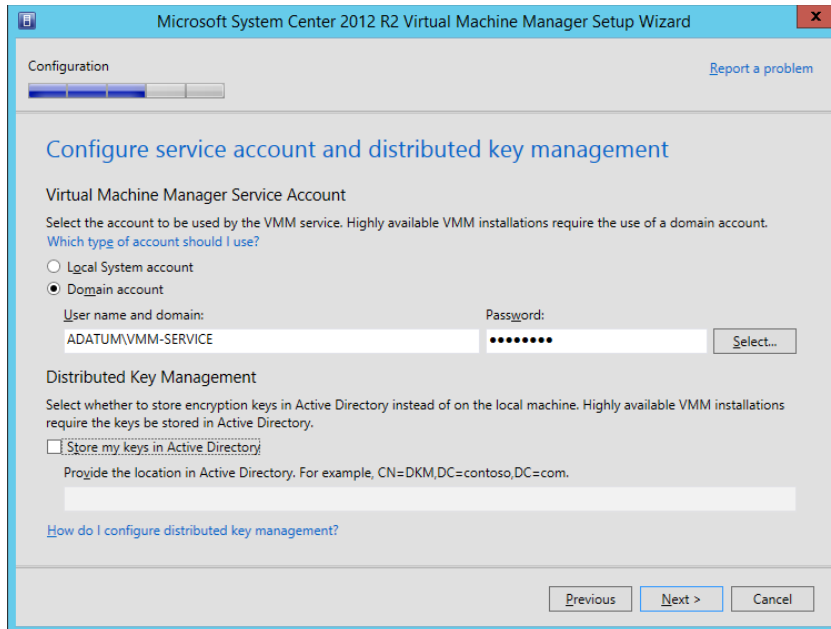 Microsoft System Center 2012 R2 Virtual Machine Manager Setup Wizard
x
Configuration
Report a problem
Configure service account and distributed key management
Virtual Machine Manager Service Account
Select the account to be used by the VMM service. Highly available VMM installations require the use of a domain account.
Which type of account should I use?
Local System account
Domain account
User name and domain:
Password:
ADATUM\VMM-SERVICE
●●●●●●●●
Select...
Distributed Key Management
Select whether to store encryption keys in Active Directory instead of on the local machine. Highly available VMM installations
require the keys be stored in Active Directory.
Store my keys in Active Directory
Provide the location in Active Directory. For example, CN=DKM,DC=contoso,DC=com.
How do I configure distributed key management?
Previous
Next >
Cancel